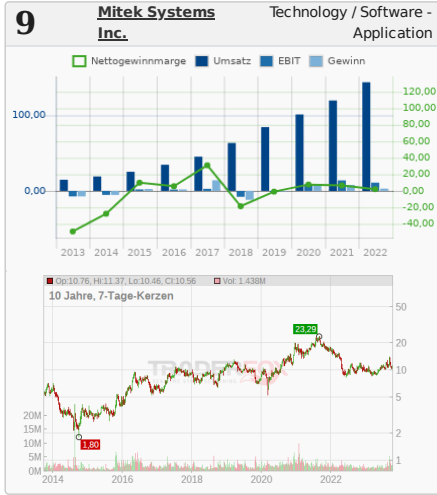 9
Mitek Systems
Inc.
Technology / Software -
Application
Nettogewinnmarge Umsatz EBIT Gewinn
100,00
0,00
120,00
100,00
80,00
60,00
40,00
20,00
0,00
-20,00
-40,00
2013 2014 2015 2016 2017 2018 2019 2020 2021 2022
Op:10.76, Hi:11.37, Lo:10.46, Cl:10.56 Vol: 1.438M
10 Jahre, 7-Tage-Kerzen
TRADERFOX
23,29
1,80
50
20
10
5
2
1
20M
15M
10M
5M
0M
2014 2016 2018 2020 2022